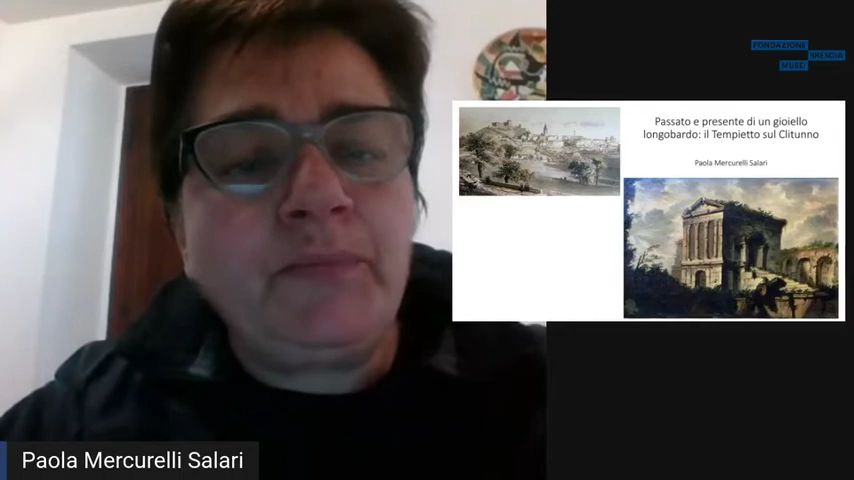 FONDAZIONE
BRESCIA
MUSEI
Passato e presente di un gioiello
longobardo: il Tempietto sul Clitunno
Paola Mercurelli Salari
Paola Mercurelli Salari